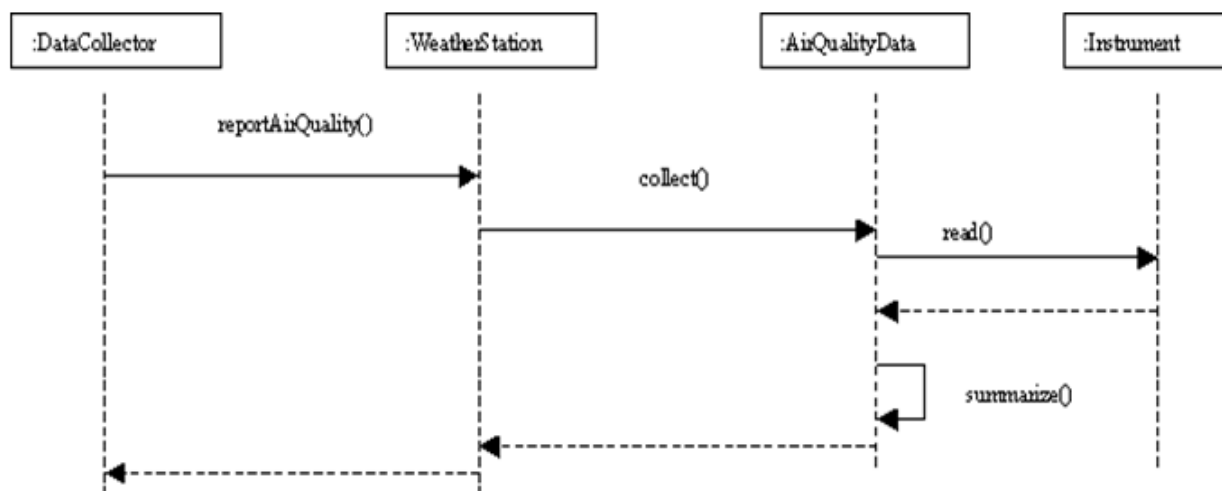 :DataCollector
:WeatherStation
:AirQualityData
:Instrument
reportAirQuality()
collect()
read()
summarize()